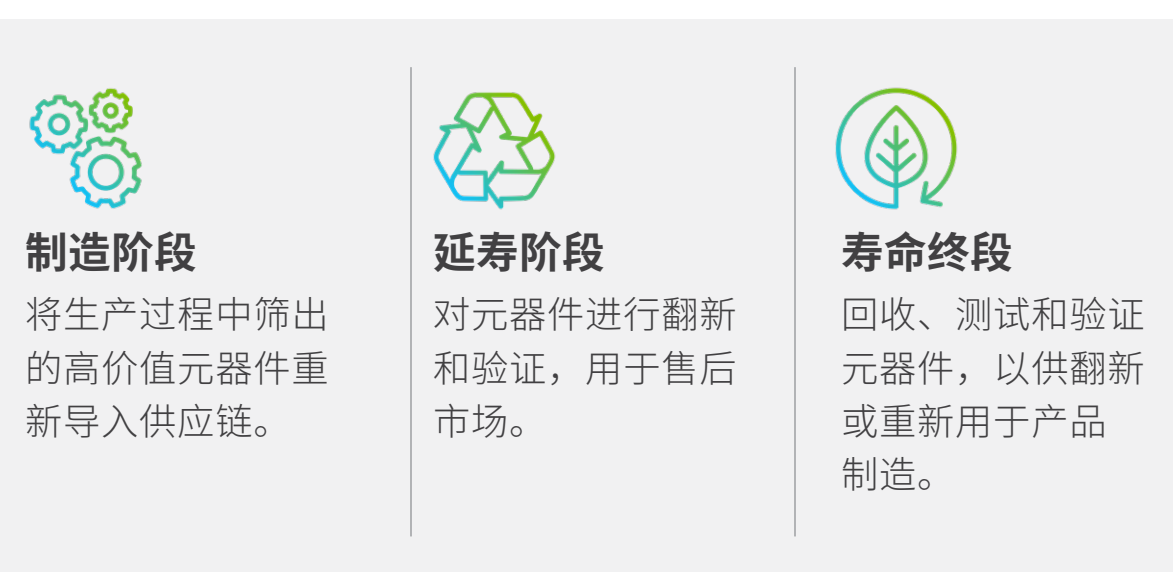 制造阶段
将生产过程中筛出
的高价值元器件重
新导入供应链。
延寿阶段
对元器件进行翻新
和验证，用于售后
市场。
寿命终段
回收、测试和验证
元器件，以供翻新
或重新用于产品
制造。